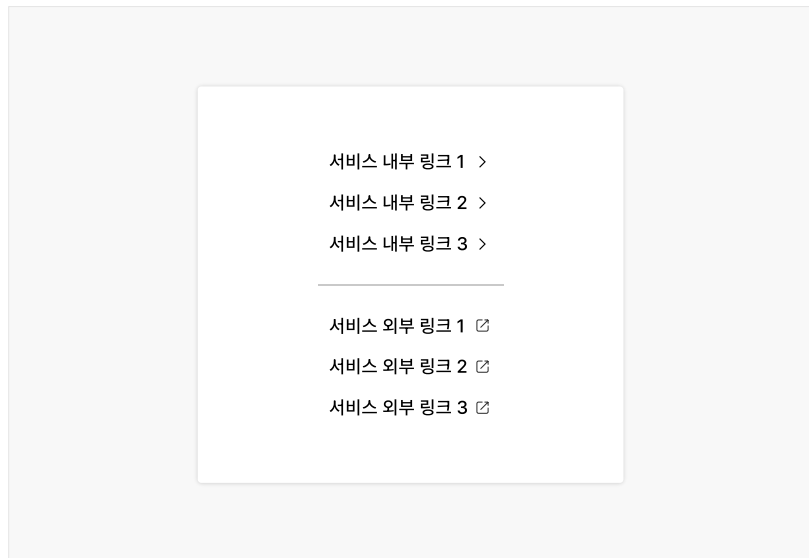 서비스 내부 링크 1
서비스 내부 링크 2
서비스 내부 링크 3
서비스 외부 링크 1
서비스 외부 링크 2
서비스 외부 링크 3